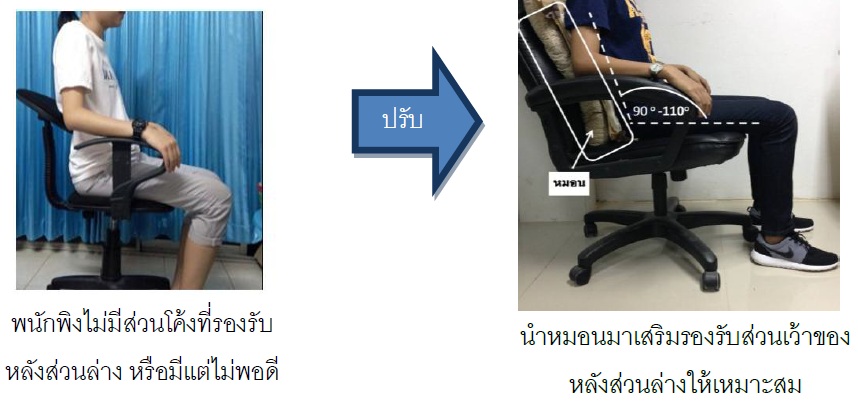 ปรับ
90° -110°
หมอน
พนักพิงไม่มีส่วนโค้งที่รองรับ
หลังส่วนล่าง หรือมีแต่ไม่พอดี
นำหมอนมาเสริมรองรับส่วนเว้าของ
หลังส่วนล่างให้เหมาะสม